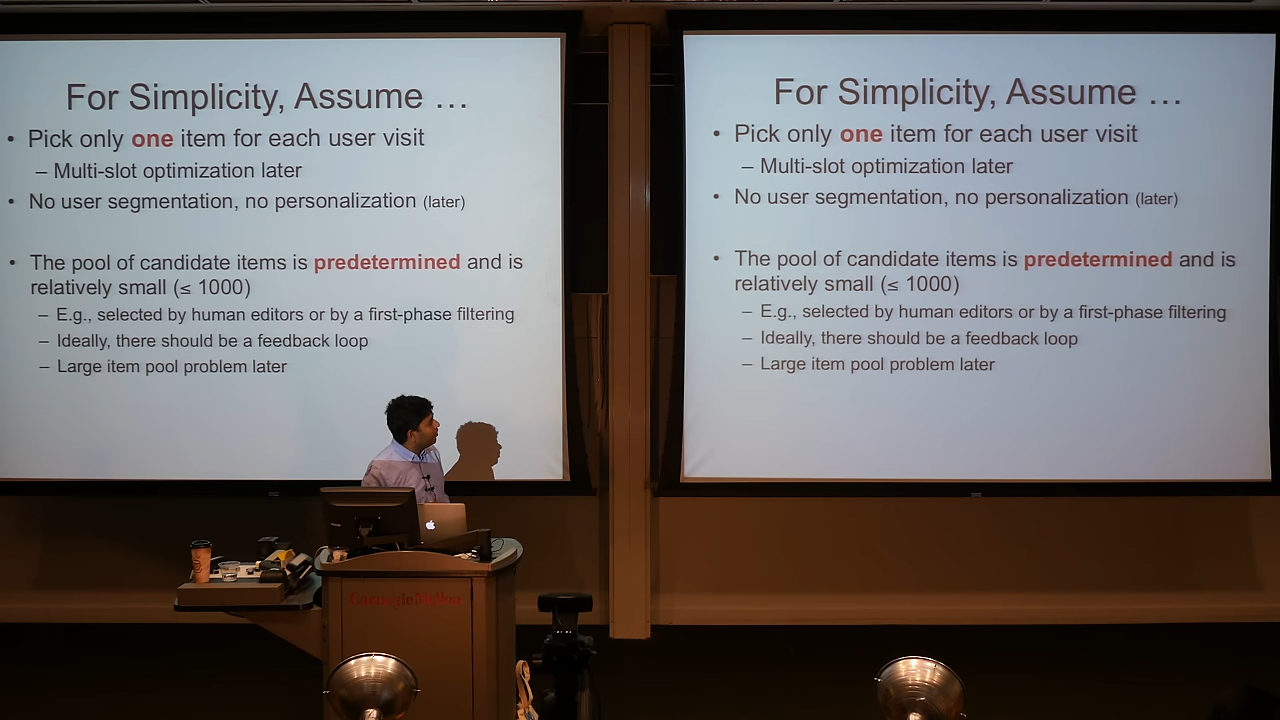 For Simplicity, Assume …
• Pick only one item for each user visit
– Multi-slot optimization later
• No user segmentation, no personalization (later)
• The pool of candidate items is predetermined and is
relatively small (≤ 1000)
– E.g., selected by human editors or by a first-phase filtering
– Ideally, there should be a feedback loop
– Large item pool problem later
For Simplicity, Assume …
• Pick only one item for each user visit
– Multi-slot optimization later
• No user segmentation, no personalization (later)
• The pool of candidate items is predetermined and is
relatively small (≤ 1000)
– E.g., selected by human editors or by a first-phase filtering
– Ideally, there should be a feedback loop
– Large item pool problem later
Carnegie Mellon